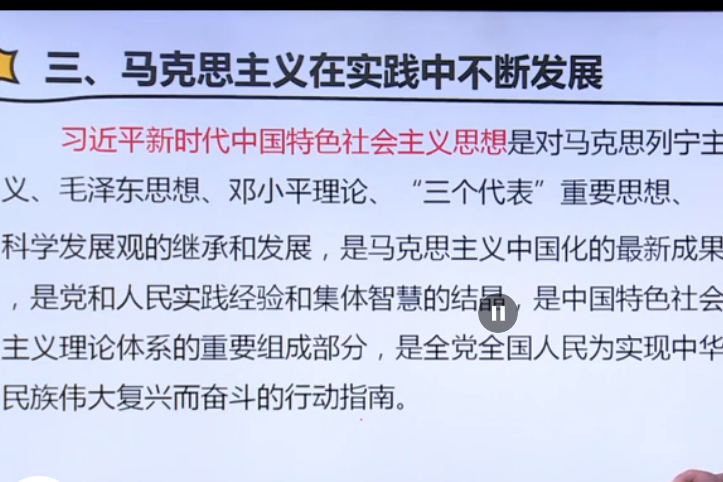 三、马克思主义在实践中不断发展
习近平新时代中国特色社会主义思想是对马克思列宁主
义、毛泽东思想、邓小平理论、“三个代表”重要思想、
科学发展观的继承和发展，是马克思主义中国化的最新成果
，是党和人民实践经验和集体智慧的结晶，是中国特色社会
主义理论体系的重要组成部分，是全党全国人民为实现中华
民族伟大复兴而奋斗的行动指南。